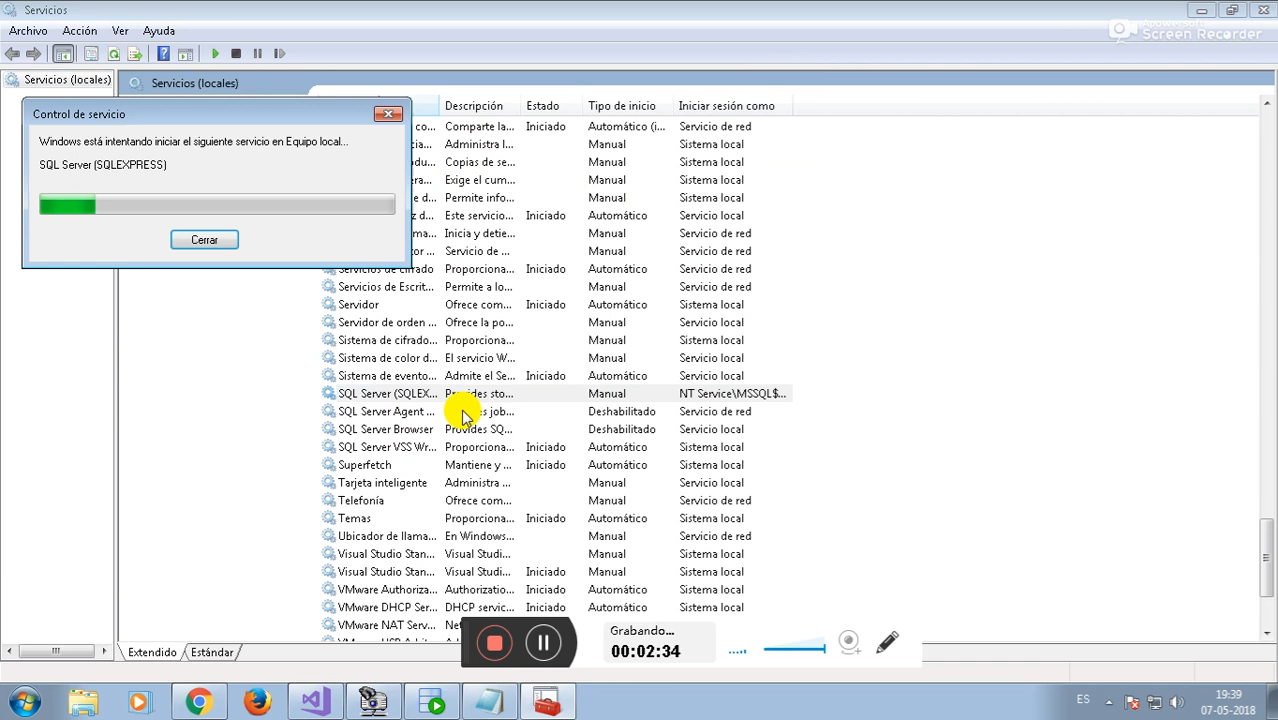 Servicios
Apowersoft
Screen Recorder
Archivo Acción Ver Ayuda
Servicios (locales)
Servicios (locales)
Control de servicio
Windows está intentando iniciar el siguiente servicio en Equipo local...
SQL Server (SQLEXPRESS)
Cerrar
Descripción Estado Tipo de inicio Iniciar sesión como
co... Comparte la... Iniciado Automático (i... Servicio de red
cia... Administra l... Manual Sistema local
odu... Copias de se... Manual Sistema local
era... Exige el cum... Manual Sistema local
e d... Permite info... Manual Sistema local
z d... Este servicio... Iniciado Automático Sistema local
ma... Inicia y detie... Manual Servicio de red
o ... Servicio de ... Manual Servicio de red
Servicios de cifrado Proporciona... Iniciado Automático Servicio de red
Servicios de Escrit... Permite a lo... Manual Servicio de red
Servidor Ofrece com... Iniciado Automático Sistema local
Servidor de orden ... Ofrece la po... Manual Servicio local
Sistema de cifrado... Proporciona... Manual Sistema local
Sistema de color d... El servicio W... Manual Servicio local
Sistema de evento... Admite el Se... Iniciado Automático Servicio local
SQL Server (SQLEX... Provides sto... Manual NT Service\MSSQL$...
SQL Server Agent ... job... Deshabilitado Servicio de red
SQL Server Browser Provides SQ... Deshabilitado Servicio local
SQL Server VSS Wr... Proporciona... Iniciado Automático Sistema local
Superfetch Mantiene y ... Iniciado Automático Sistema local
Tarjeta inteligente Administra ... Manual Servicio local
Telefonía Ofrece com... Manual Servicio de red
Temas Proporciona... Iniciado Automático Sistema local
Ubicador de llama... En Windows... Manual Servicio de red
Visual Studio Stan... Visual Studi... Manual Sistema local
Visual Studio Stan... Visual Studi... Iniciado Manual Sistema local
VMware Authoriza... Authorizatio... Iniciado Automático Sistema local
VMware DHCP Ser... DHCP servic... Iniciado Automático Sistema local
VMware NAT Serv...
Grabando...
00:02:34
Extendido Estándar
ES
19:39
07-05-2018